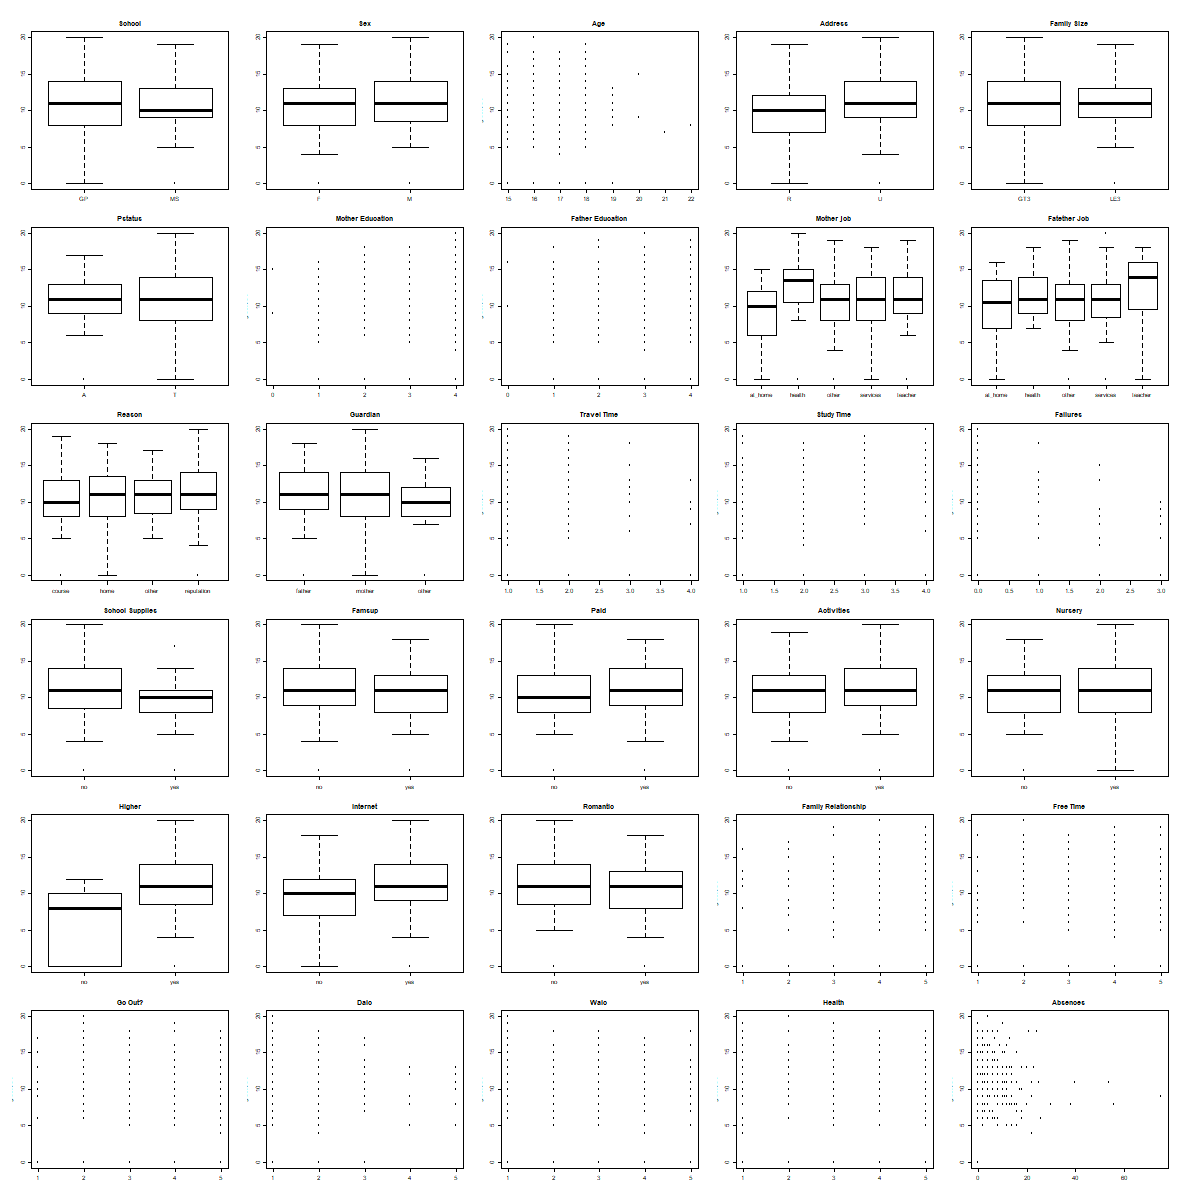 School
0 5 10 15 20
GP MS
Sex
0 5 10 15 20
F M
Age
0 5 10 15 20
15 16 17 18 19 20 21 22
Address
0 5 10 15 20
R U
Family Size
0 5 10 15 20
GT3 LE3
Pstatus
0 5 10 15 20
A T
Mother Education
0 5 10 15 20
0 1 2 3 4
Father Education
0 5 10 15 20
0 1 2 3 4
Mother Job
0 5 10 15 20
at_home health other services teacher
Fatether Job
0 5 10 15 20
at_home health other services teacher
Reason
0 5 10 15 20
course home other reputation
Guardian
0 5 10 15 20
father mother other
Travel Time
0 5 10 15 20
1.0 1.5 2.0 2.5 3.0 3.5 4.0
Study Time
0 5 10 15 20
1.0 1.5 2.0 2.5 3.0 3.5 4.0
Failures
0 5 10 15 20
0.0 0.5 1.0 1.5 2.0 2.5 3.0
School Supplies
0 5 10 15 20
no yes
Famsup
0 5 10 15 20
no yes
Paid
0 5 10 15 20
no yes
Activities
0 5 10 15 20
no yes
Nursery
0 5 10 15 20
no yes
Higher
0 5 10 15 20
no yes
Internet
0 5 10 15 20
no yes
Romantic
0 5 10 15 20
no yes
Family Relationship
0 5 10 15 20
1 2 3 4 5
Free Time
0 5 10 15 20
1 2 3 4 5
Go Out?
0 5 10 15 20
1 2 3 4 5
Dalc
0 5 10 15 20
1 2 3 4 5
Walc
0 5 10 15 20
1 2 3 4 5
Health
0 5 10 15 20
1 2 3 4 5
Absences
0 5 10 15 20
0 20 40 60